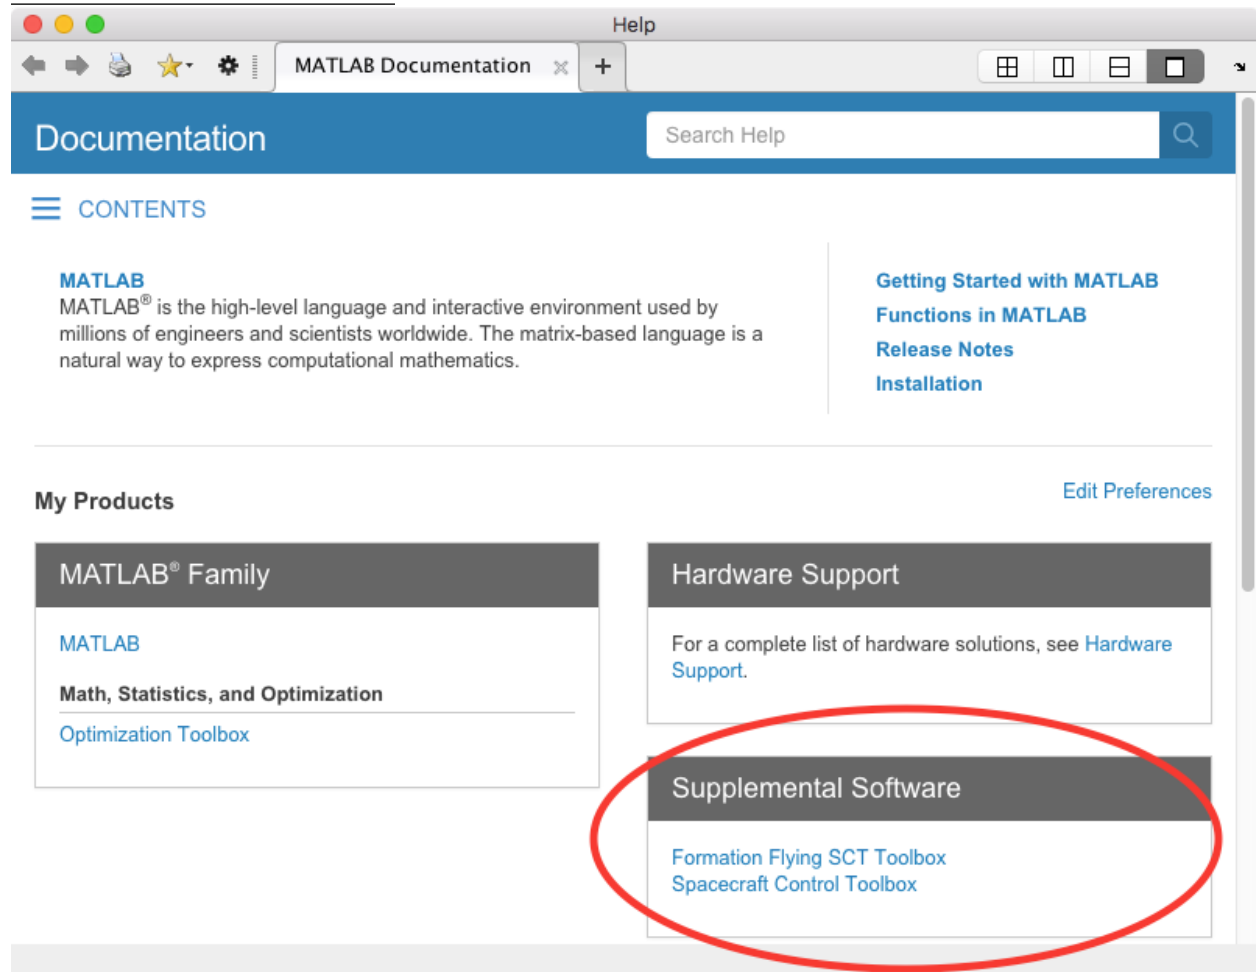 Help
MATLAB Documentation
Documentation
Search Help
CONTENTS
MATLAB
MATLAB® is the high-level language and interactive environment used by
millions of engineers and scientists worldwide. The matrix-based language is a
natural way to express computational mathematics.
Getting Started with MATLAB
Functions in MATLAB
Release Notes
Installation
My Products
Edit Preferences
MATLAB® Family
MATLAB
Math, Statistics, and Optimization
Optimization Toolbox
Hardware Support
For a complete list of hardware solutions, see Hardware
Support.
Supplemental Software
Formation Flying SCT Toolbox
Spacecraft Control Toolbox